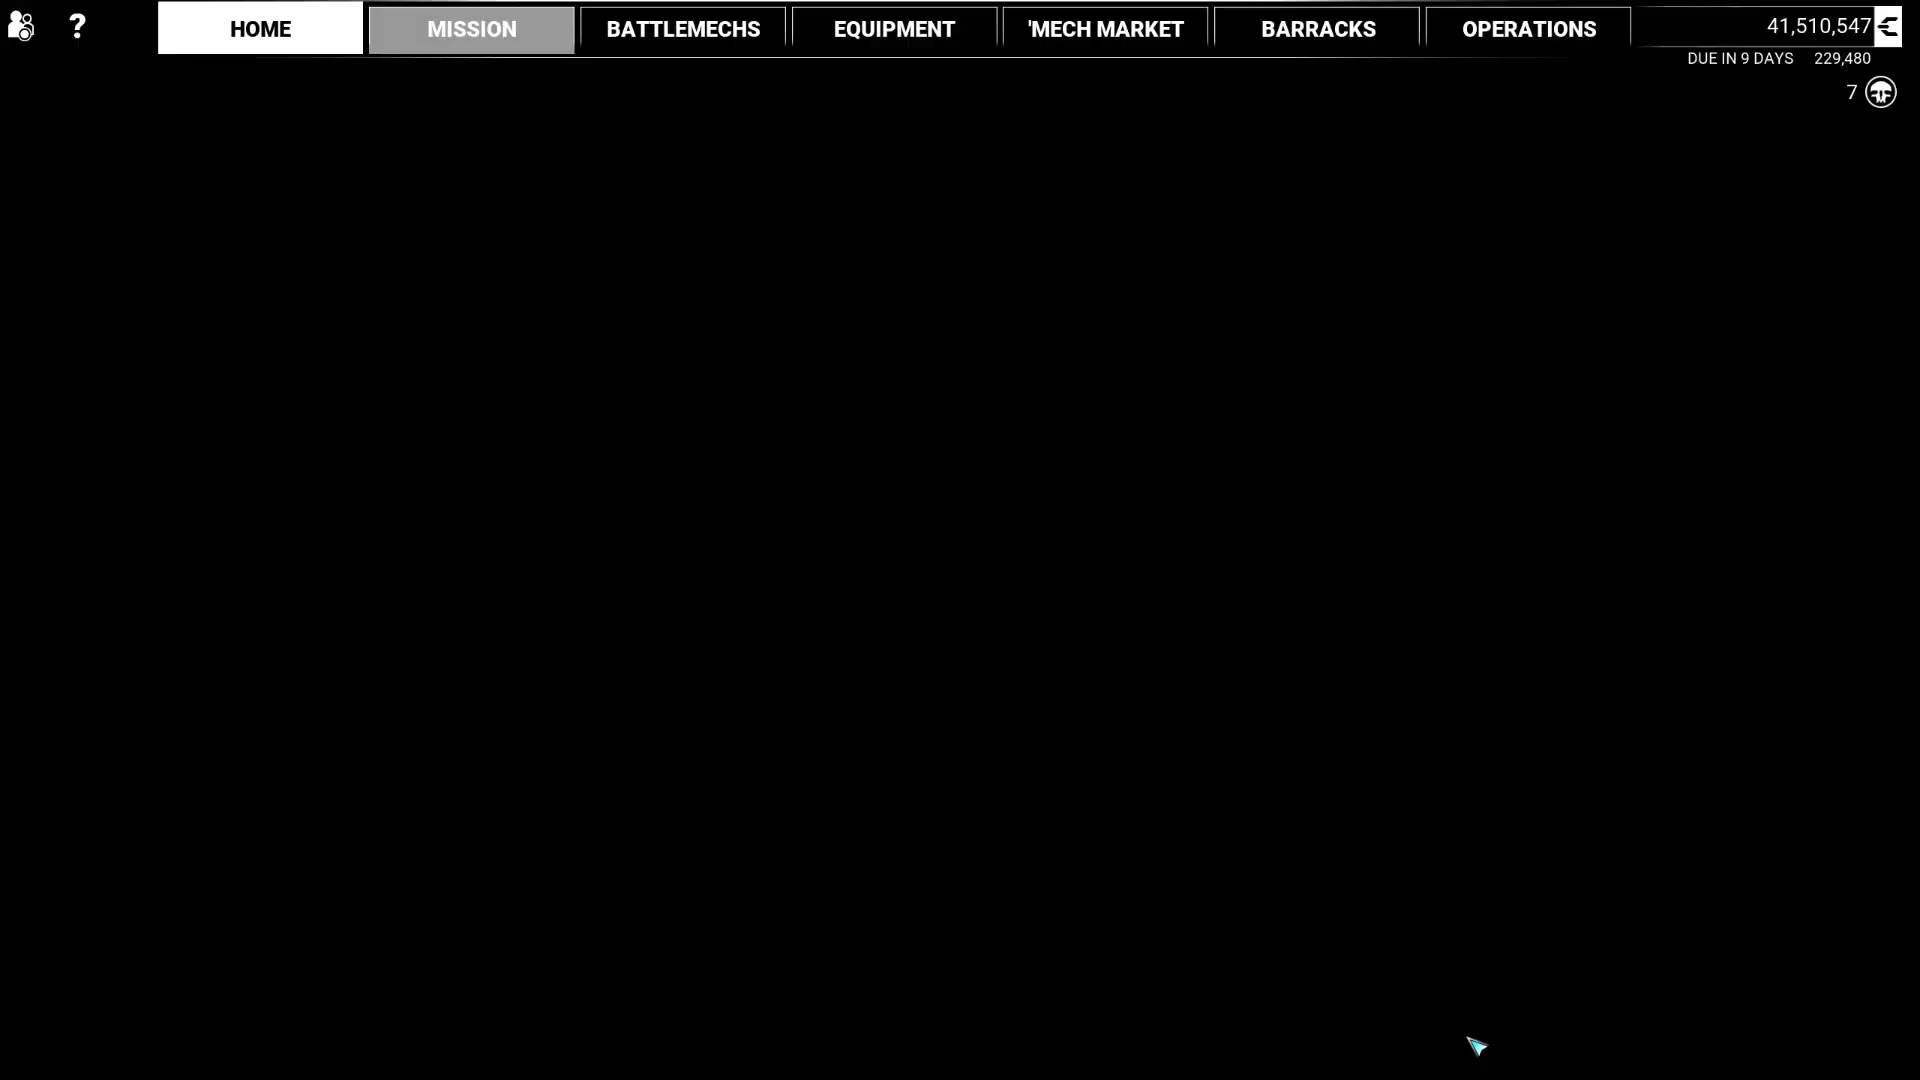 ?
HOME
MISSION
BATTLEMECHS
EQUIPMENT
'MECH MARKET
BARRACKS
OPERATIONS
41,510,547
DUE IN 9 DAYS 229,480
7